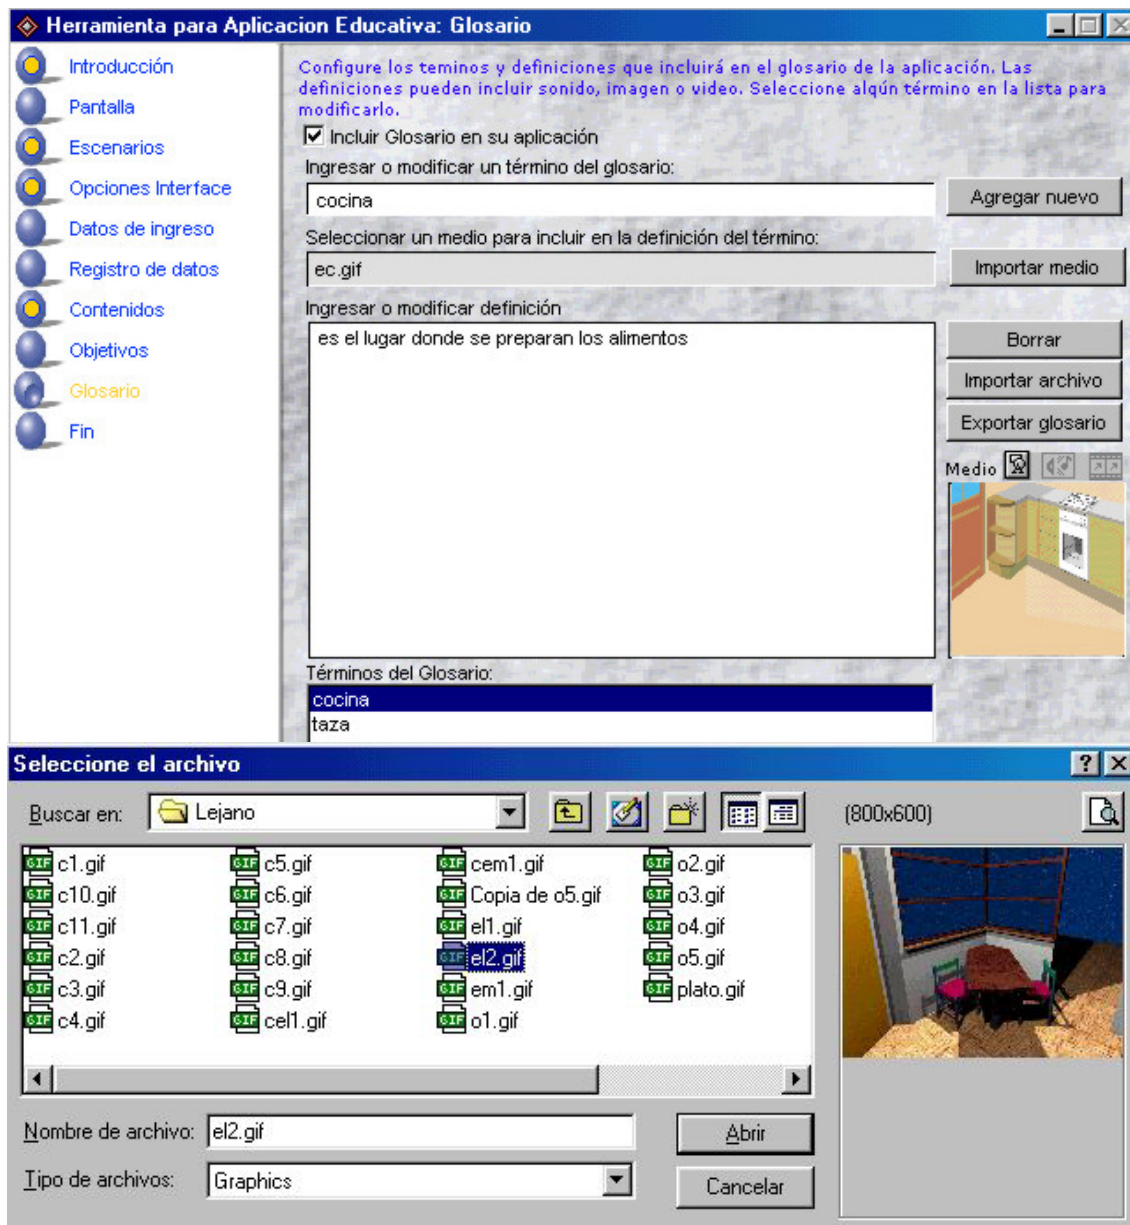 Herramienta para Aplicacion Educativa: Glosario
Introducción
Pantalla
Escenarios
Opciones Interface
Datos de ingreso
Registro de datos
Contenidos
Objetivos
Glosario
Fin
Configure los teminos y definiciones que incluirá en el glosario de la aplicación. Las
definiciones pueden incluir sonido, imagen o video. Seleccione algún término en la lista para
modificarlo.
Incluir Glosario en su aplicación
Ingresar o modificar un término del glosario:
cocina
Agregar nuevo
Seleccionar un medio para incluir en la definición del término:
ec.gif
Importar medio
Ingresar o modificar definición
es el lugar donde se preparan los alimentos
Borrar
Importar archivo
Exportar glosario
Medio
Términos del Glosario:
cocina
taza
Seleccione el archivo
Buscar en: Lejano
(800x600)
c1.gif
c10.gif
c11.gif
c2.gif
c3.gif
c4.gif
c5.gif
c6.gif
c7.gif
c8.gif
c9.gif
cel1.gif
cem1.gif
Copia de o5.gif
el1.gif
el2.gif
em1.gif
o1.gif
o2.gif
o3.gif
o4.gif
o5.gif
plato.gif
Nombre de archivo: el2.gif
Abrir
Tipo de archivos: Graphics
Cancelar